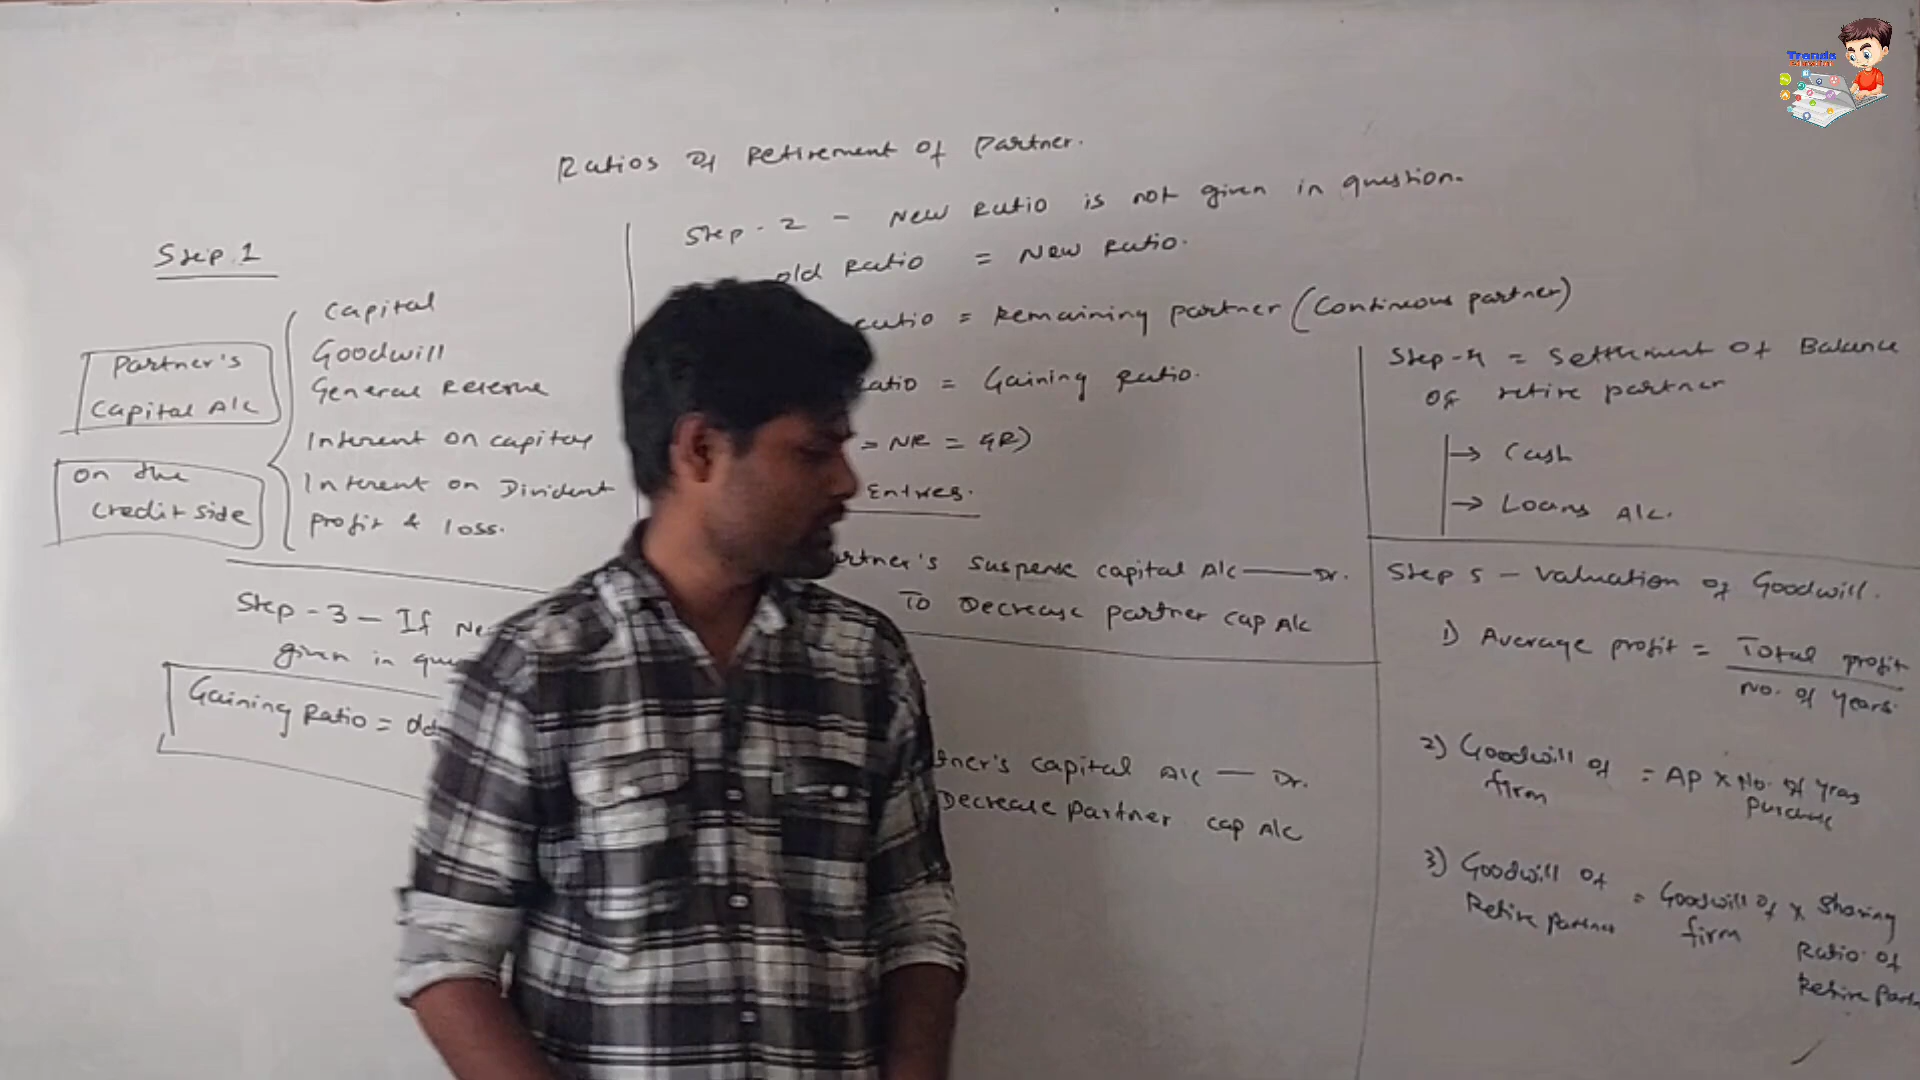 Trends
Ratios of Retirement of Partner.
Step 1
Partner's
Capital A/c
on the
Credit side
Capital
Goodwill
General Reserve
Interest on capital
Interest on Divident
Profit & loss.
Step - 2 - New Ratio is not given in question.
old Ratio = New Ratio.
= Remaining partner (Continuous partner)
= Gaining Ratio.
= NR = GR)
Entries.
suspense capital A/c — Dr.
To Decrease partner cap A/c
Step - 3 - If
given in
Gaining Ratio =
capital A/c — Dr.
Decrease partner cap A/c
Step - 4 = Settlement of Balance
of retire partner
→ Cash
→ Loans A/c.
Step 5 - Valuation of Goodwill.
1) Average profit = Total profit
No. of years.
2) Goodwill of
firm
= AP x No. of years
purchase
3) Goodwill of
Retire partner
= Goodwill of
firm
x Sharing
Ratio of
Retire